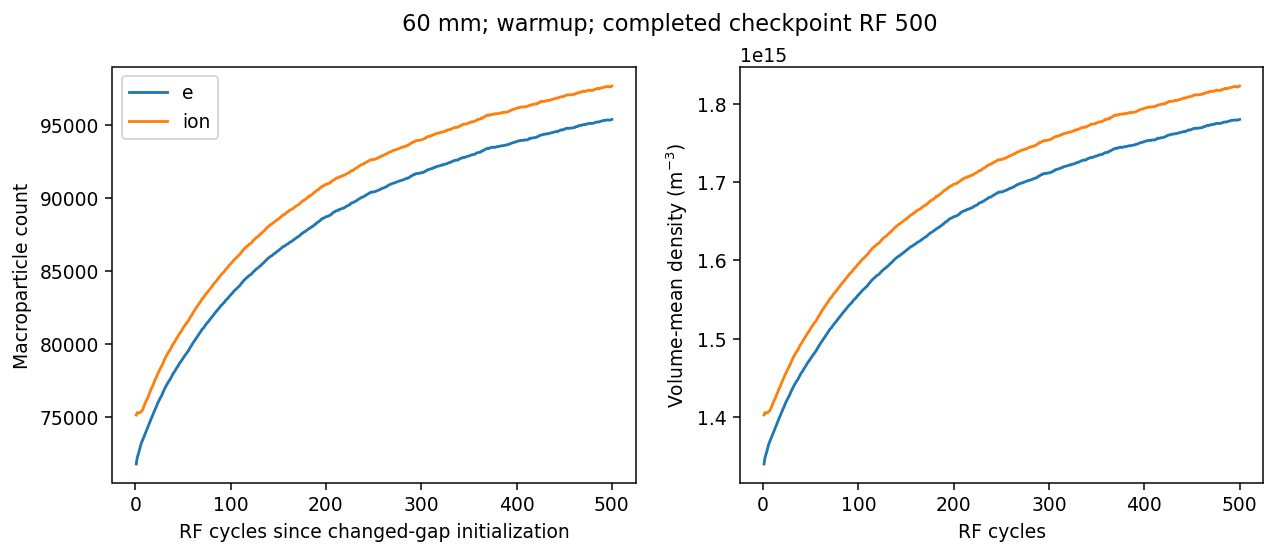 60 mm; warmup; completed checkpoint RF 500
e
ion
Macroparticle count
95000
90000
85000
80000
75000
0 100 200 300 400 500
RF cycles since changed-gap initialization
1e15
Volume-mean density (m⁻³)
1.8
1.7
1.6
1.5
1.4
0 100 200 300 400 500
RF cycles